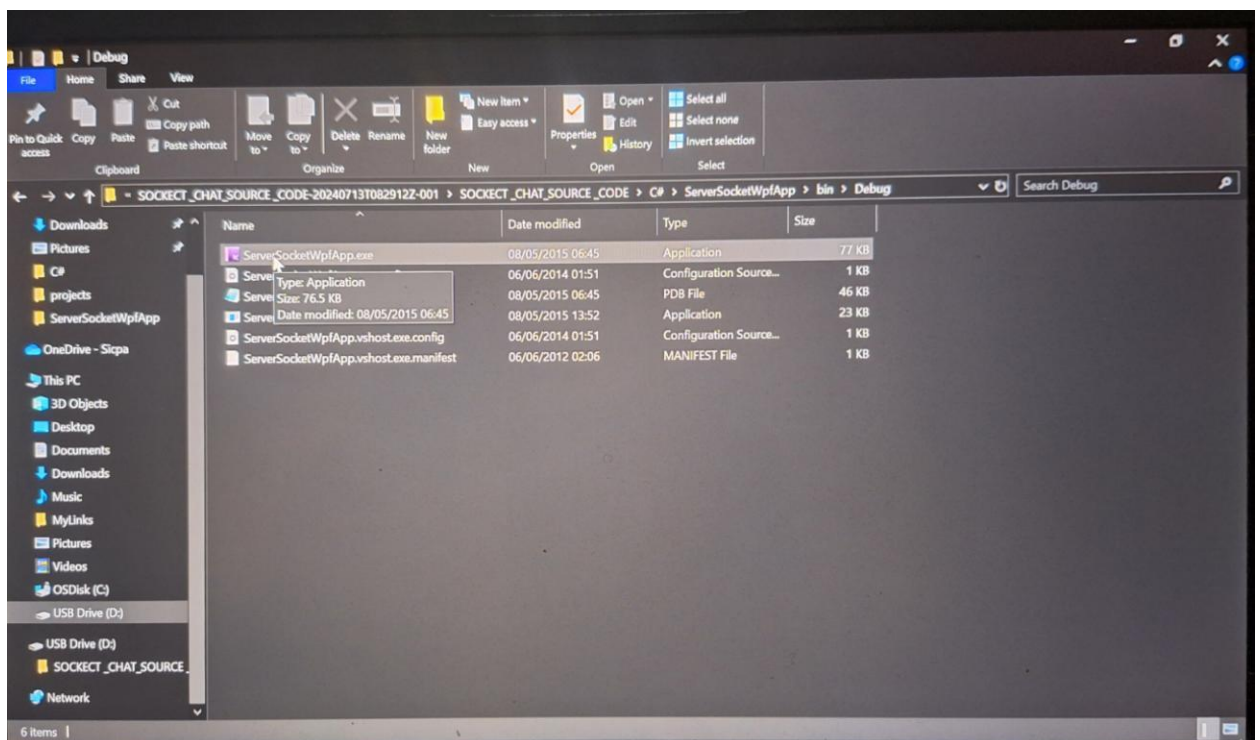 Debug
File Home Share View
Pin to Quick access
Copy
Paste
Cut
Copy path
Paste shortcut
Clipboard
Move to
Copy to
Delete
Rename
Organize
New folder
New item
Easy access
New
Properties
Open
Edit
History
Open
Select all
Select none
Invert selection
Select
SOCKECT_CHAT_SOURCE_CODE-20240713T082912Z-001 > SOCKECT_CHAT_SOURCE_CODE > C# > ServerSocketWpfApp > bin > Debug
Search Debug
Name Date modified Type Size
ServerSocketWpfApp.exe 08/05/2015 06:45 Application 77 KB
Serve 06/06/2014 01:51 Configuration Source... 1 KB
Serve 08/05/2015 06:45 PDB File 46 KB
Serve 08/05/2015 13:52 Application 23 KB
ServerSocketWpfApp.vshost.exe.config 06/06/2014 01:51 Configuration Source... 1 KB
ServerSocketWpfApp.vshost.exe.manifest 06/06/2012 02:06 MANIFEST File 1 KB
Type: Application
Size: 76.5 KB
Date modified: 08/05/2015 06:45
Downloads
Pictures
C#
projects
ServerSocketWpfApp
OneDrive - Sicpa
This PC
3D Objects
Desktop
Documents
Downloads
Music
MyLinks
Pictures
Videos
OSDisk (C:)
USB Drive (D:)
USB Drive (D:)
SOCKECT_CHAT_SOURCE_
Network
6 items